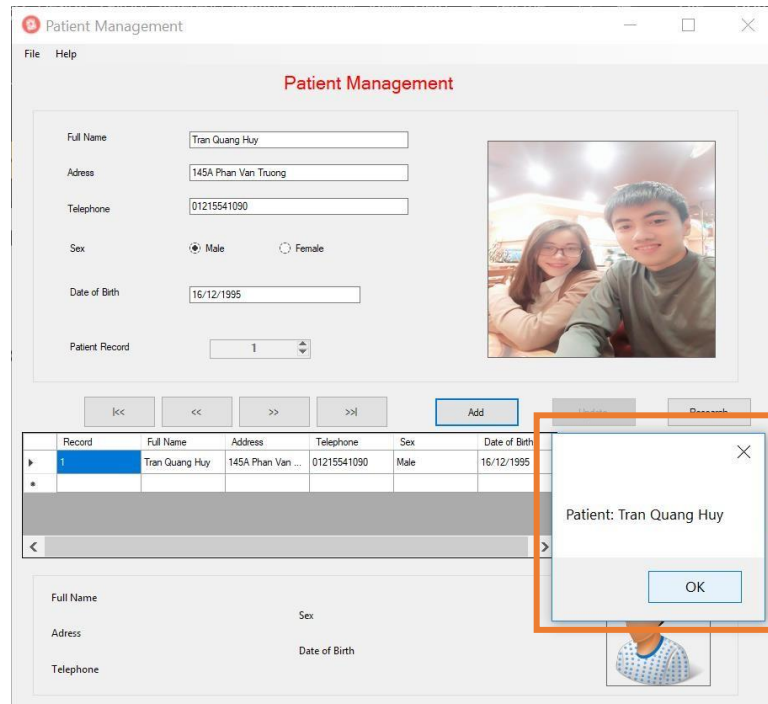 Patient Management
File Help
Patient Management
Full Name Tran Quang Huy
Adress 145A Phan Van Truong
Telephone 01215541090
Sex Male Female
Date of Birth 16/12/1995
Patient Record 1
|<< << >> >>| Add Update Research
Record Full Name Address Telephone Sex Date of Birth
1 Tran Quang Huy 145A Phan Van ... 01215541090 Male 16/12/1995
Patient: Tran Quang Huy
OK
Full Name
Sex
Adress
Date of Birth
Telephone